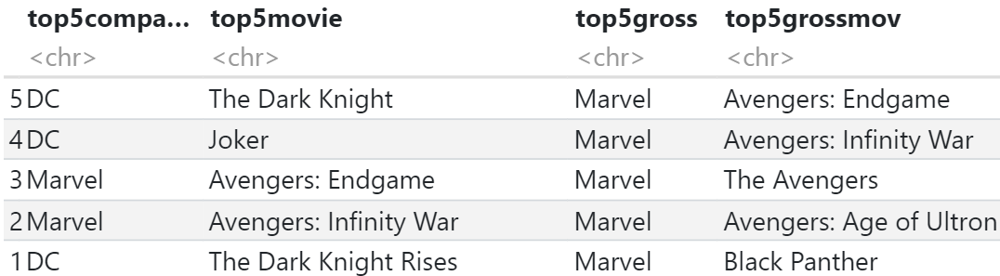 top5compa... top5movie top5gross top5grossmov
<chr> <chr> <chr> <chr>
5 DC The Dark Knight Marvel Avengers: Endgame
4 DC Joker Marvel Avengers: Infinity War
3 Marvel Avengers: Endgame Marvel The Avengers
2 Marvel Avengers: Infinity War Marvel Avengers: Age of Ultron
1 DC The Dark Knight Rises Marvel Black Panther